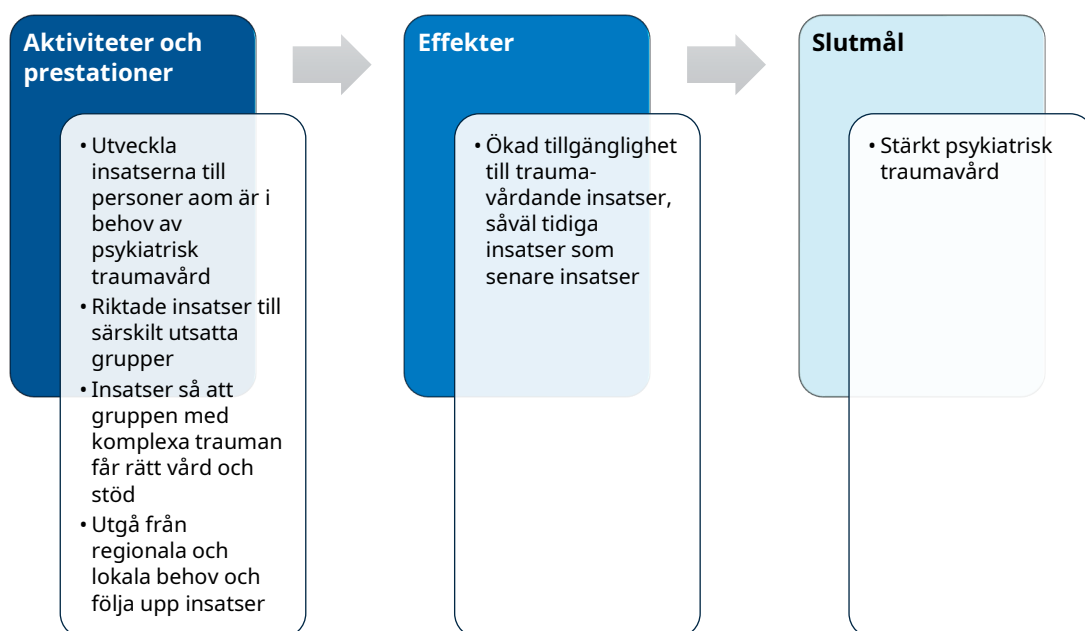 Aktiviteter och
prestationer
• Utveckla
insatserna till
personer aom är i
behov av
psykiatrisk
traumavård
• Riktade insatser till
särskilt utsatta
grupper
• Insatser så att
gruppen med
komplexa trauman
får rätt vård och
stöd
• Utgå från
regionala och
lokala behov och
följa upp insatser
Effekter
• Ökad tillgänglighet
till trauma-
vårdande insatser,
såväl tidiga
insatser som
senare insatser
Slutmål
• Stärkt psykiatrisk
traumavård